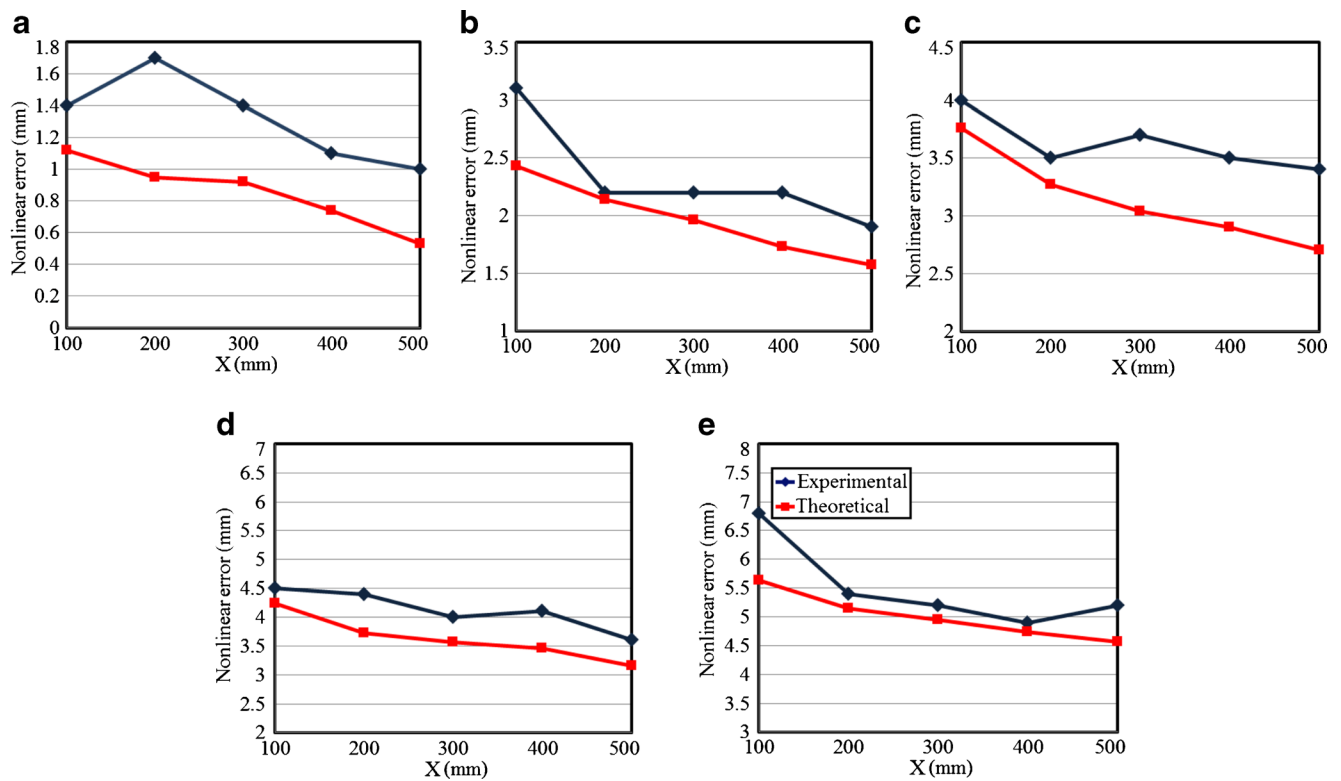 a
Nonlinear error (mm)
1.8
1.6
1.4
1.2
1
0.8
0.6
0.4
0.2
0
100 200 300 400 500
X (mm)
b
Nonlinear error (mm)
3.5
3
2.5
2
1.5
1
100 200 300 400 500
X (mm)
c
Nonlinear error (mm)
4.5
4
3.5
3
2.5
2
100 200 300 400 500
X (mm)
d
Nonlinear error (mm)
7
6.5
6
5.5
5
4.5
4
3.5
3
2.5
2
100 200 300 400 500
X (mm)
e
Nonlinear error (mm)
8
7.5
7
6.5
6
5.5
5
4.5
4
3.5
3
Experimental
Theoretical
100 200 300 400 500
X (mm)